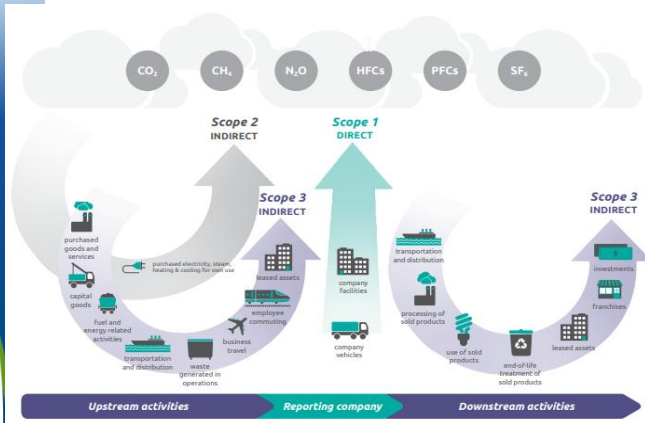 CO₂
CH₄
N₂O
HFCs
PFCs
SF₆
Scope 2
INDIRECT
Scope 1
DIRECT
Scope 3
INDIRECT
Scope 3
INDIRECT
purchased
goods and
services
capital
goods
fuel and
energy related
activities
purchased electricity, steam,
heating & cooling for own use
transportation
and distribution
waste
generated in
operations
business
travel
employee
commuting
leased assets
company
facilities
company
vehicles
transportation
and distribution
processing of
sold products
use of sold
products
end-of-life
treatment of
sold products
leased assets
franchises
investments
$
Upstream activities
Reporting company
Downstream activities